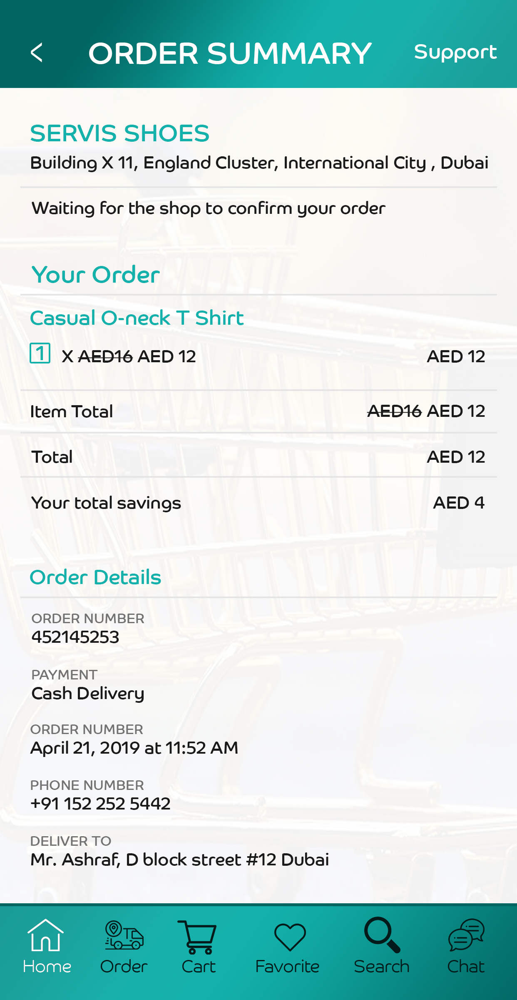 ORDER SUMMARY
Support
SERVIS SHOES
Building X 11, England Cluster, International City , Dubai
Waiting for the shop to confirm your order
Your Order
Casual O-neck T Shirt
1 X AED16 AED 12 AED 12
Item Total AED16 AED 12
Total AED 12
Your total savings AED 4
Order Details
ORDER NUMBER
452145253
PAYMENT
Cash Delivery
ORDER NUMBER
April 21, 2019 at 11:52 AM
PHONE NUMBER
+91 152 252 5442
DELIVER TO
Mr. Ashraf, D block street #12 Dubai
Home Order Cart Favorite Search Chat